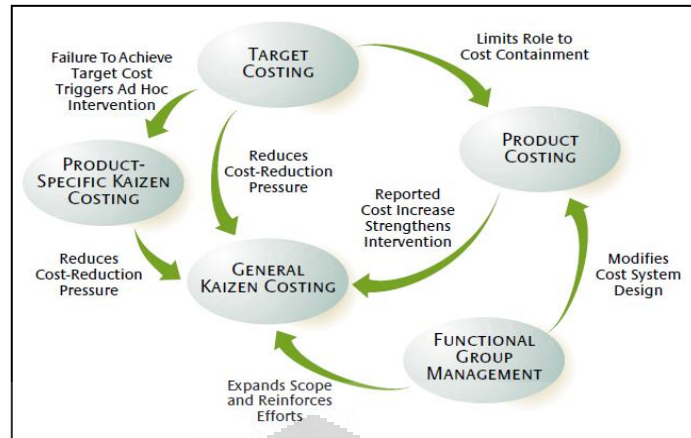 Failure To Achieve
Target Cost
Triggers Ad Hoc
Intervention
TARGET
COSTING
Limits Role to
Cost Containment
PRODUCT-
SPECIFIC KAIZEN
COSTING
Reduces
Cost-Reduction
Pressure
PRODUCT
COSTING
Reported
Cost Increase
Strengthens
Intervention
Reduces
Cost-Reduction
Pressure
GENERAL
KAIZEN COSTING
Modifies
Cost System
Design
FUNCTIONAL
GROUP
MANAGEMENT
Expands Scope
and Reinforces
Efforts